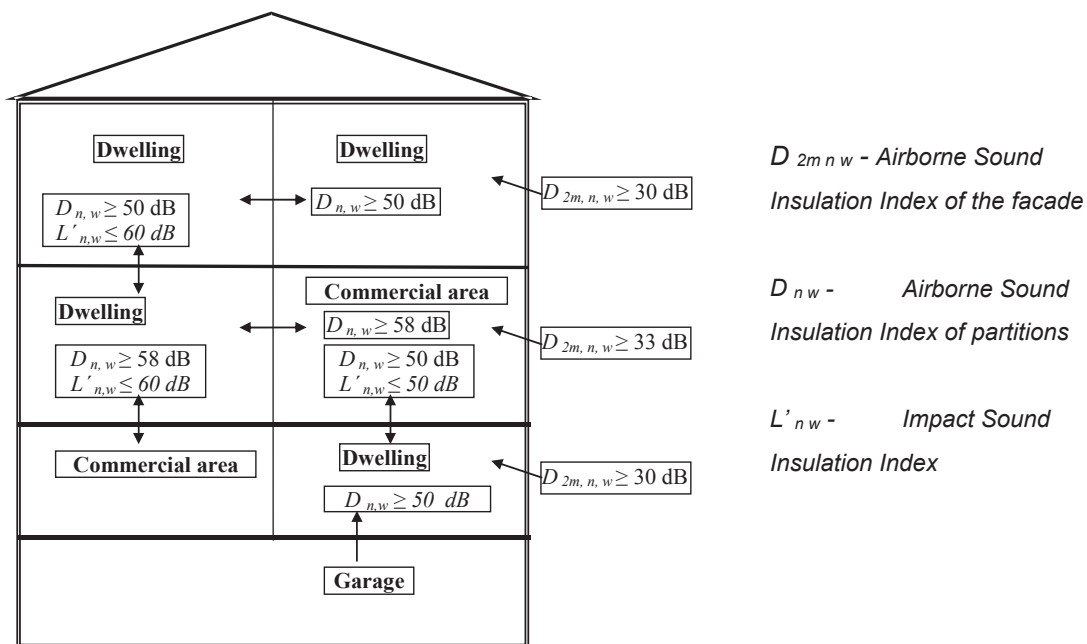 Dwelling
Dwelling
D n, w ≥ 50 dB
L´ n,w ≤ 60 dB
D n, w ≥ 50 dB
D 2m, n, w ≥ 30 dB
Dwelling
Commercial area
D n, w ≥ 58 dB
D 2m, n, w ≥ 33 dB
D n, w ≥ 58 dB
L´ n,w ≤ 60 dB
D n, w ≥ 50 dB
L´ n,w ≤ 50 dB
Commercial area
Dwelling
D 2m, n, w ≥ 30 dB
D n,w ≥ 50 dB
Garage
D 2m n w - Airborne Sound
Insulation Index of the facade
D n w - Airborne Sound
Insulation Index of partitions
L’ n w - Impact Sound
Insulation Index